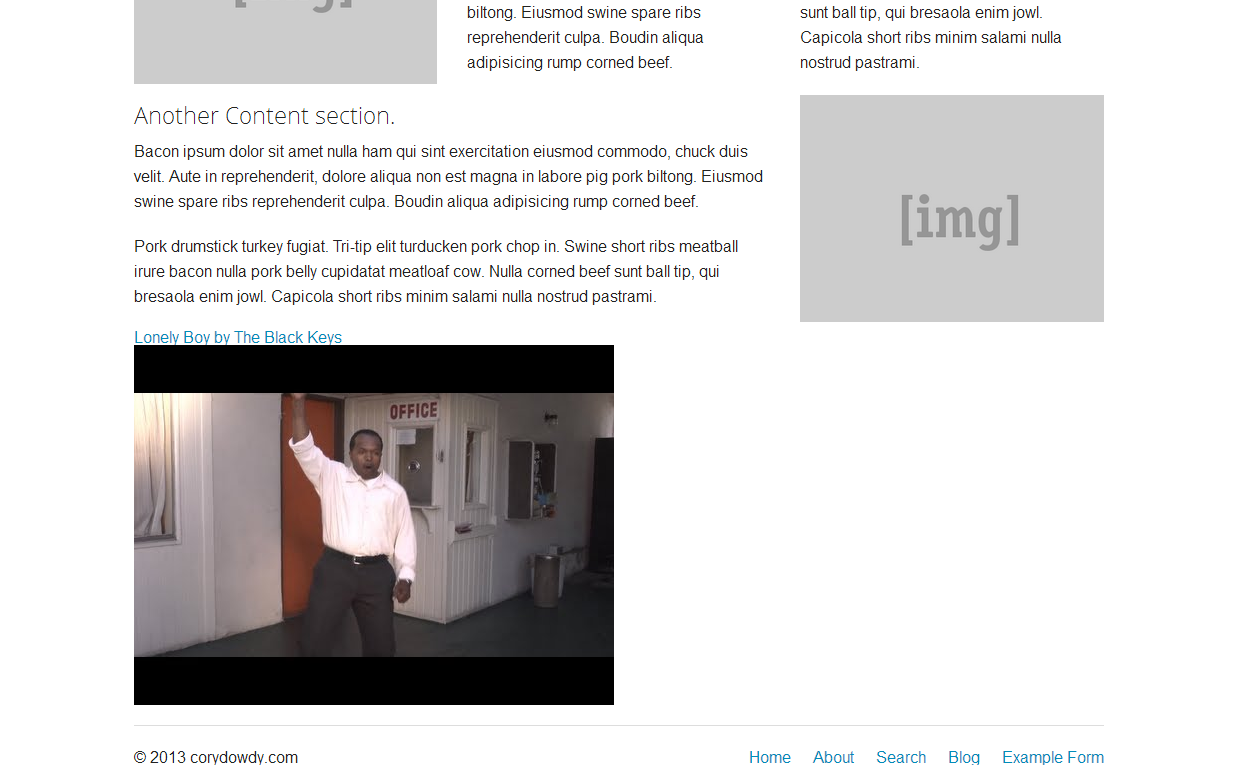 [img]
biltong. Eiusmod swine spare ribs
reprehenderit culpa. Boudin aliqua
adipisicing rump corned beef.
sunt ball tip, qui bresaola enim jowl.
Capicola short ribs minim salami nulla
nostrud pastrami.
Another Content section.
Bacon ipsum dolor sit amet nulla ham qui sint exercitation eiusmod commodo, chuck duis
velit. Aute in reprehenderit, dolore aliqua non est magna in labore pig pork biltong. Eiusmod
swine spare ribs reprehenderit culpa. Boudin aliqua adipisicing rump corned beef.
Pork drumstick turkey fugiat. Tri-tip elit turducken pork chop in. Swine short ribs meatball
irure bacon nulla pork belly cupidatat meatloaf cow. Nulla corned beef sunt ball tip, qui
bresaola enim jowl. Capicola short ribs minim salami nulla nostrud pastrami.
[img]
Lonely Boy by The Black Keys
OFFICE
© 2013 corydowdy.com
Home About Search Blog Example Form